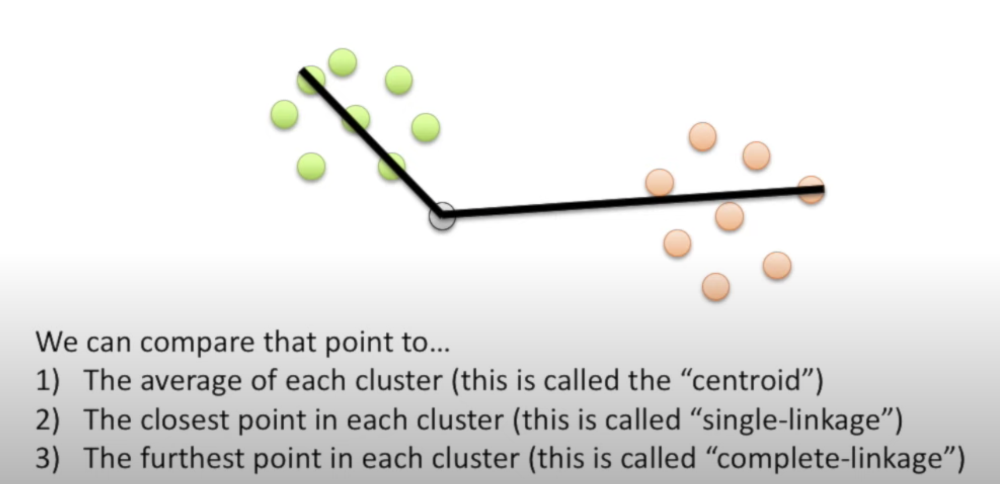 We can compare that point to…
1) The average of each cluster (this is called the “centroid”)
2) The closest point in each cluster (this is called “single-linkage”)
3) The furthest point in each cluster (this is called “complete-linkage”)